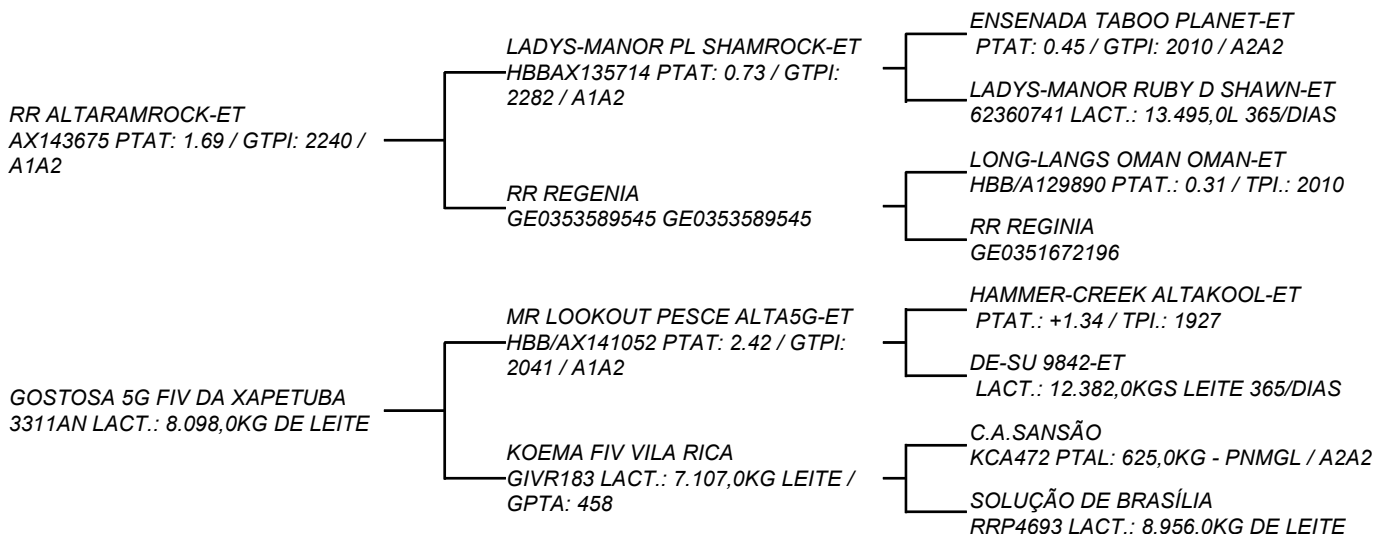 RR ALTARAMROCK-ET
AX143675 PTAT: 1.69 / GTPI: 2240 /
A1A2
GOSTOSA 5G FIV DA XAPETUBA
3311AN LACT.: 8.098,0KG DE LEITE
LADYS-MANOR PL SHAMROCK-ET
HBBAX135714 PTAT: 0.73 / GTPI:
2282 / A1A2
RR REGENIA
GE0353589545 GE0353589545
MR LOOKOUT PESCE ALTA5G-ET
HBB/AX141052 PTAT: 2.42 / GTPI:
2041 / A1A2
KOEMA FIV VILA RICA
GIVR183 LACT.: 7.107,0KG LEITE /
GPTA: 458
ENSENADA TABOO PLANET-ET
PTAT: 0.45 / GTPI: 2010 / A2A2
LADYS-MANOR RUBY D SHAWN-ET
62360741 LACT.: 13.495,0L 365/DIAS
LONG-LANGS OMAN OMAN-ET
HBB/A129890 PTAT.: 0.31 / TPI.: 2010
RR REGINIA
GE0351672196
HAMMER-CREEK ALTAKOOL-ET
PTAT.: +1.34 / TPI.: 1927
DE-SU 9842-ET
LACT.: 12.382,0KGS LEITE 365/DIAS
C.A.SANSÃO
KCA472 PTAL: 625,0KG - PNMGL / A2A2
SOLUÇÃO DE BRASÍLIA
RRP4693 LACT.: 8.956.0KG DE LEITE